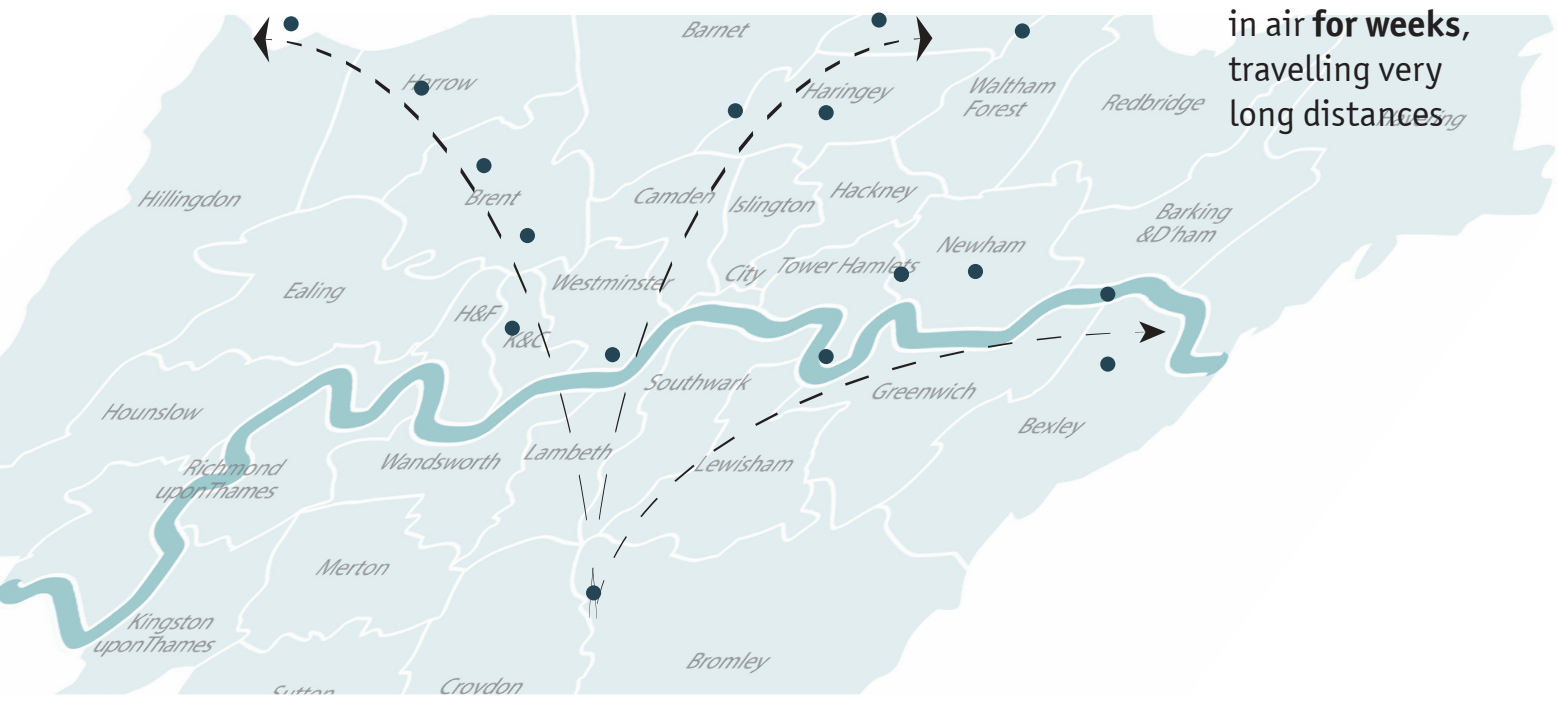 in air for weeks,
travelling very
long distances
Barnet
Harrow
Haringey
Waltham
Forest
Redbridge
Havering
Hillingdon
Brent
Camden
Islington
Hackney
Barking
&D'ham
Newham
Ealing
Westminster
City
Tower Hamlets
H&F
K&C
Southwark
Greenwich
Hounslow
Bexley
Richmond
uponThames
Wandsworth
Lambeth
Lewisham
Merton
Kingston
uponThames
Bromley
Sutton
Croydon